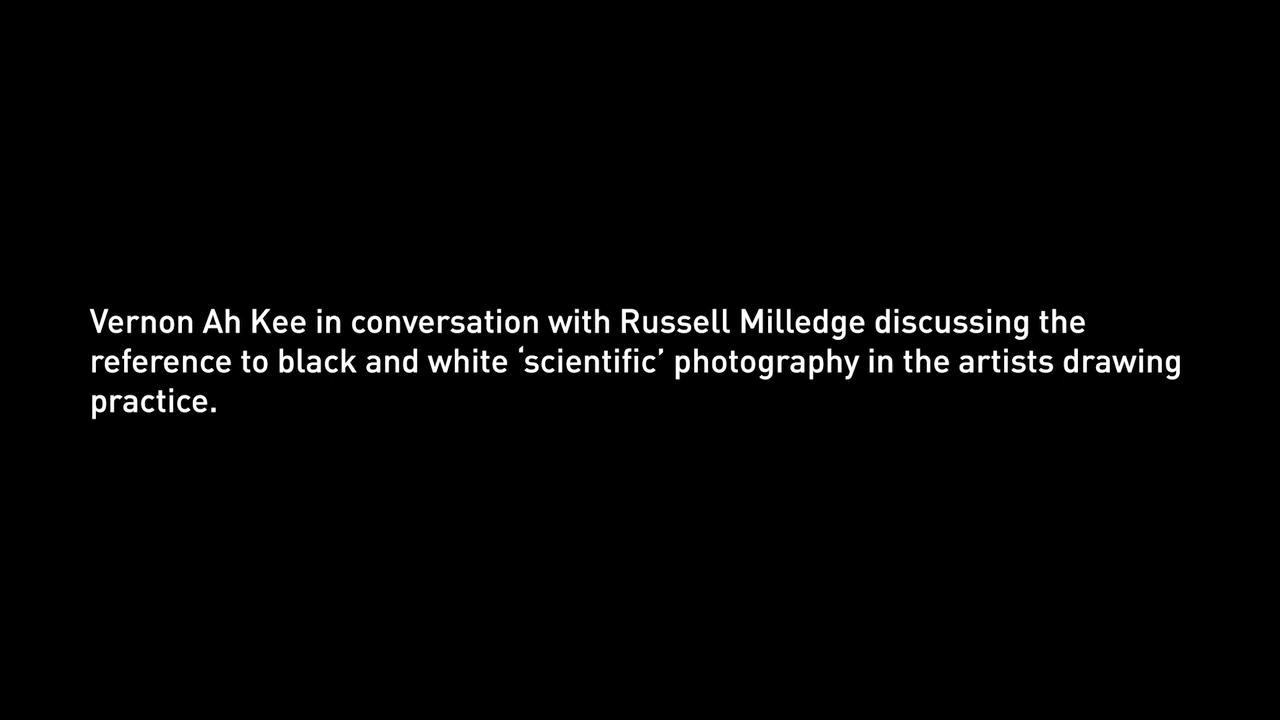 Vernon Ah Kee in conversation with Russell Milledge discussing the
reference to black and white ‘scientific’ photography in the artists drawing
practice.